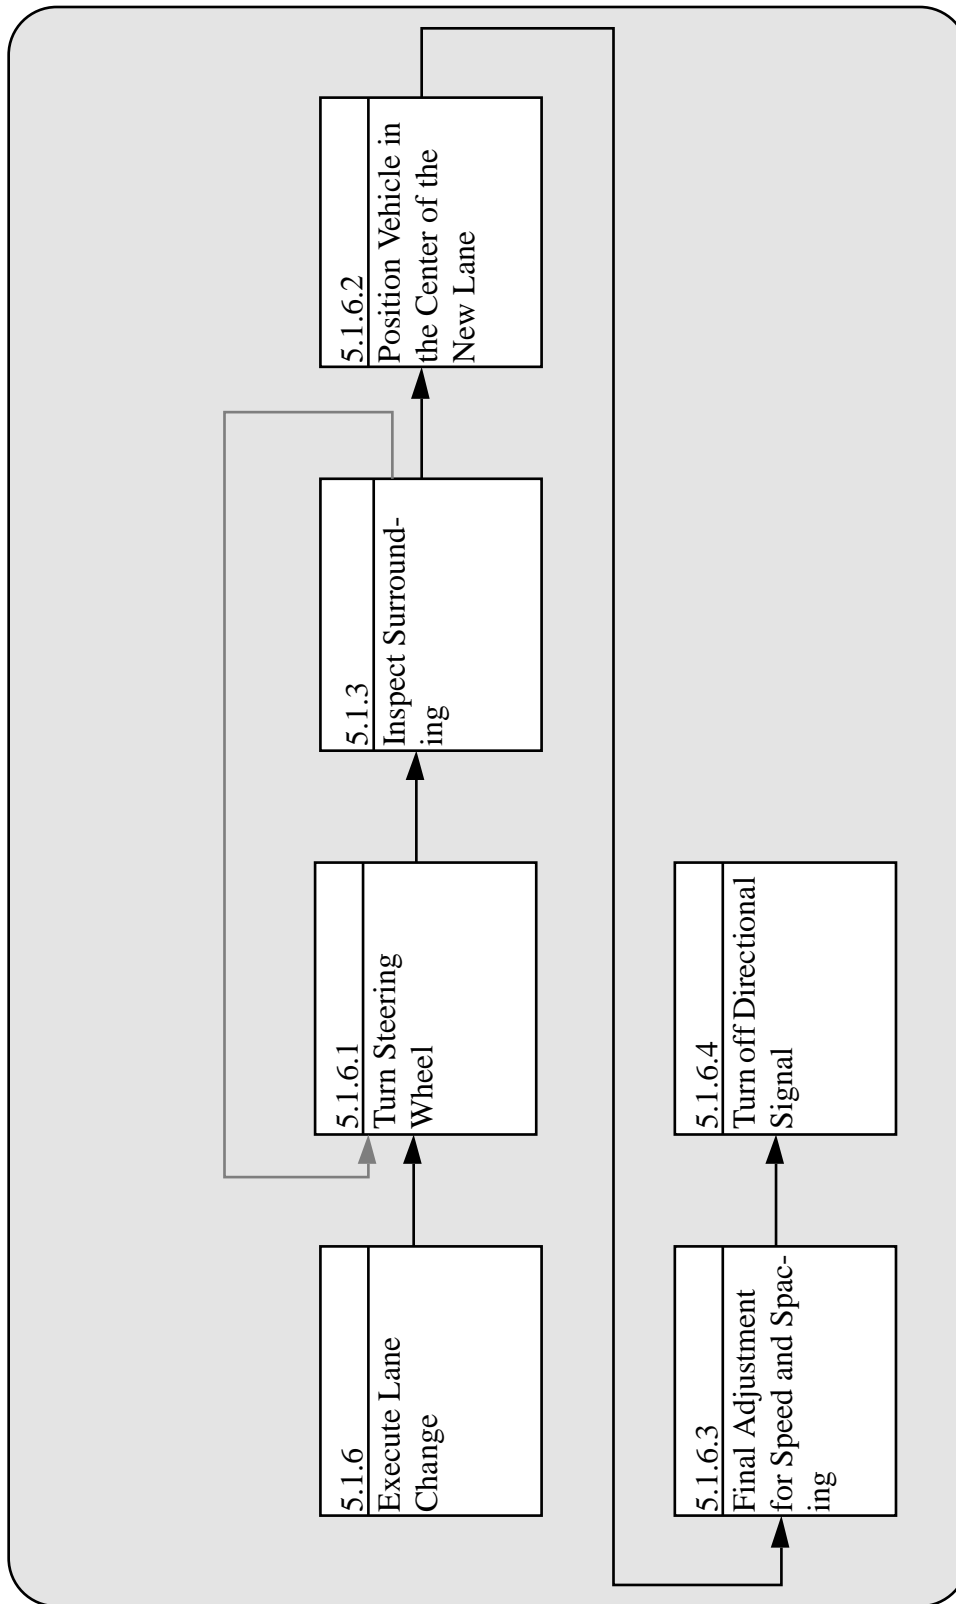 5.1.6
Execute Lane
Change
5.1.6.1
Turn Steering
Wheel
5.1.3
Inspect Surround-
ing
5.1.6.2
Position Vehicle in
the Center of the
New Lane
5.1.6.3
Final Adjustment
for Speed and Spac-
ing
5.1.6.4
Turn off Directional
Signal